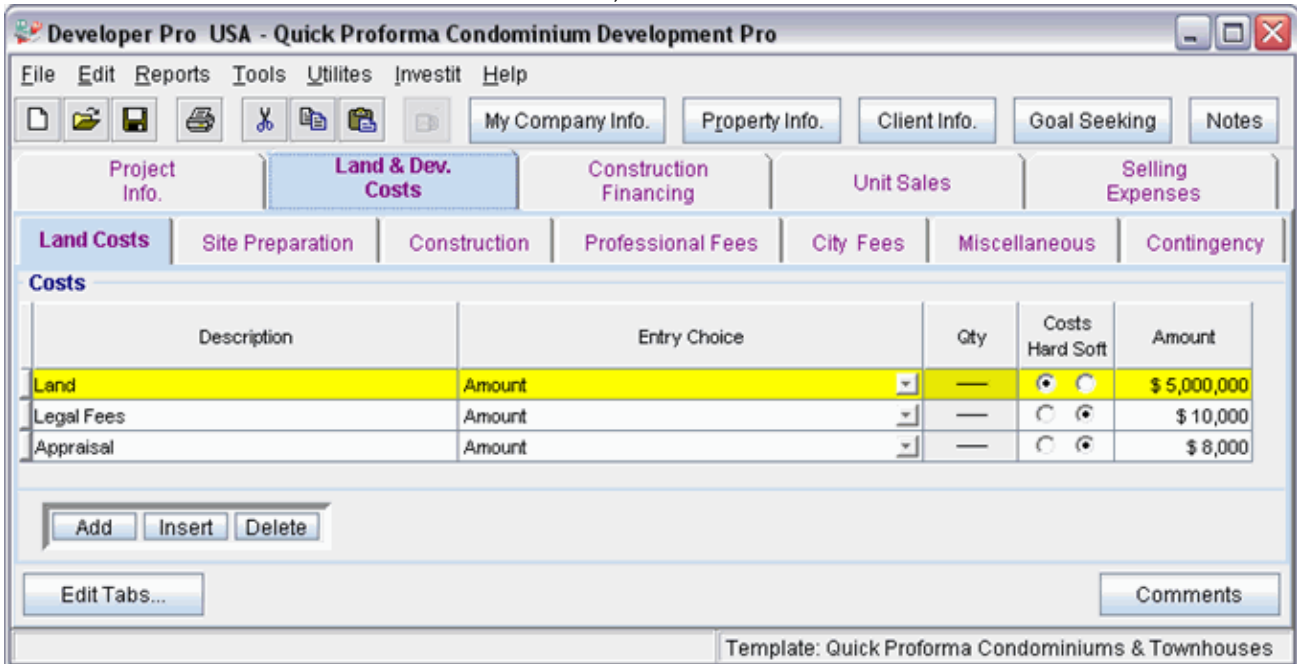 Developer Pro USA - Quick Proforma Condominium Development Pro
File Edit Reports Tools Utilites Investit Help
My Company Info. Property Info. Client Info. Goal Seeking Notes
Project Info. Land & Dev. Costs Construction Financing Unit Sales Selling Expenses
Land Costs Site Preparation Construction Professional Fees City Fees Miscellaneous Contingency
Costs
Description Entry Choice Qty Costs Hard Soft Amount
Land Amount — $ 5,000,000
Legal Fees Amount — $ 10,000
Appraisal Amount — $ 8,000
Add Insert Delete
Edit Tabs... Comments
Template: Quick Proforma Condominiums & Townhouses